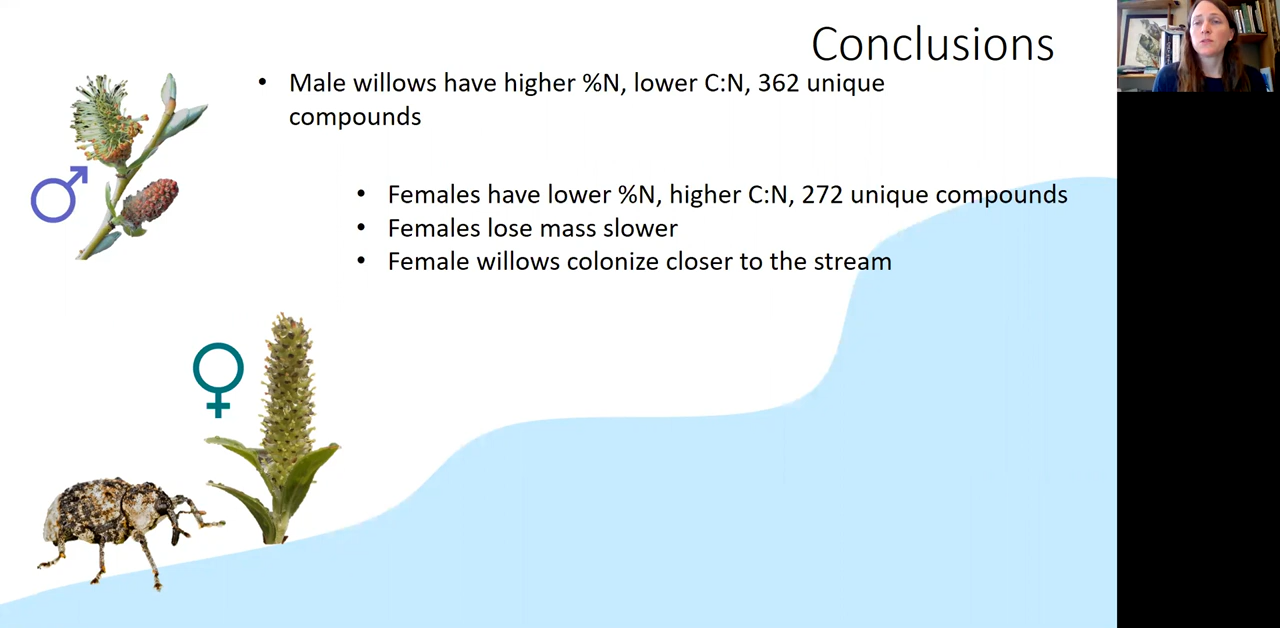 Conclusions
• Male willows have higher %N, lower C:N, 362 unique
compounds
• Females have lower %N, higher C:N, 272 unique compounds
• Females lose mass slower
• Female willows colonize closer to the stream